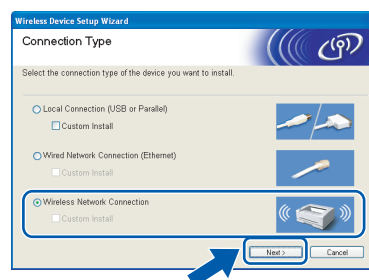 Wireless Device Setup Wizard
Connection Type
Select the connection type of the device you want to install.
Local Connection (USB or Parallel)
Custom Install
Wired Network Connection (Ethernet)
Custom Install
Wireless Network Connection
Custom Install
Next >
Cancel